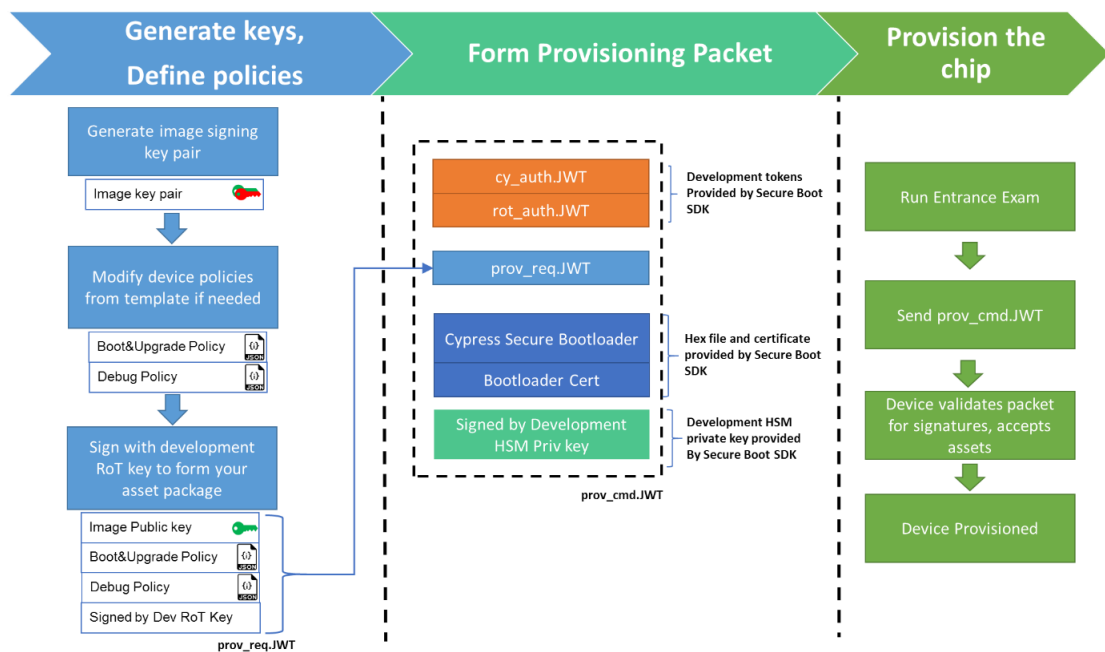 Generate keys,
Define policies
Form Provisioning Packet
Provision the
chip
Generate image signing
key pair
Image key pair
Modify device policies
from template if needed
Boot&Upgrade Policy
{i}
JSON
Debug Policy
{i}
JSON
Sign with development
RoT key to form your
asset package
Image Public key
Boot&Upgrade Policy
{i}
JSON
Debug Policy
{i}
JSON
Signed by Dev RoT Key
prov_req.JWT
cy_auth.JWT
rot_auth.JWT
Development tokens
Provided by Secure Boot
SDK
prov_req.JWT
Cypress Secure Bootloader
Bootloader Cert
Hex file and certificate
provided by Secure Boot
SDK
Signed by Development
HSM Priv key
Development HSM
private key provided
By Secure Boot SDK
prov_cmd.JWT
Run Entrance Exam
Send prov_cmd.JWT
Device validates packet
for signatures, accepts
assets
Device Provisioned